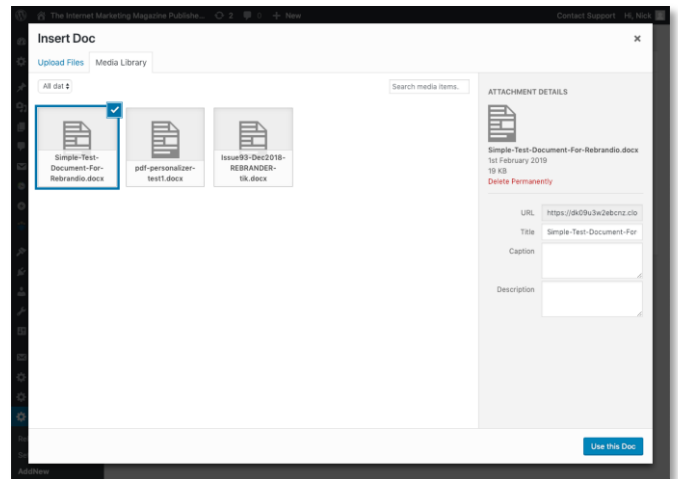 The Internet Marketing Magazine Publishe... 2 0 + New Contact Support Hi, Nick
Insert Doc
Upload Files Media Library
All dat
Search media items.
Simple-Test-
Document-For-
Rebrandio.docx
pdf-personalizer-
test1.docx
Issue93-Dec2018-
REBRANDER-
tik.docx
ATTACHMENT DETAILS
Simple-Test-Document-For-Rebrandio.docx
1st February 2019
19 KB
Delete Permanently
URL https://dk09u3w2ebcnz.clo
Title Simple-Test-Document-For
Caption
Description
Use this Doc
Re
Se
AddNew